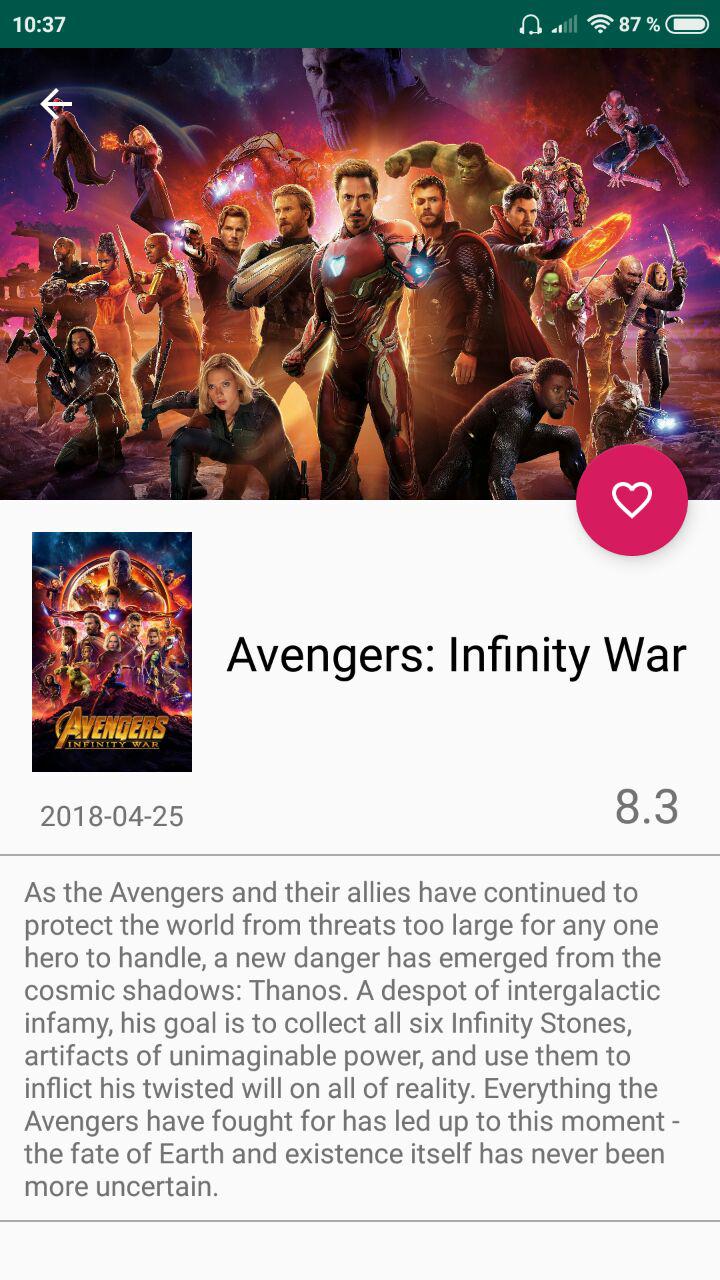 10:37
87 %
AVENGERS
INFINITY WAR
Avengers: Infinity War
2018-04-25
8.3
As the Avengers and their allies have continued to
protect the world from threats too large for any one
hero to handle, a new danger has emerged from the
cosmic shadows: Thanos. A despot of intergalactic
infamy, his goal is to collect all six Infinity Stones,
artifacts of unimaginable power, and use them to
inflict his twisted will on all of reality. Everything the
Avengers have fought for has led up to this moment -
the fate of Earth and existence itself has never been
more uncertain.